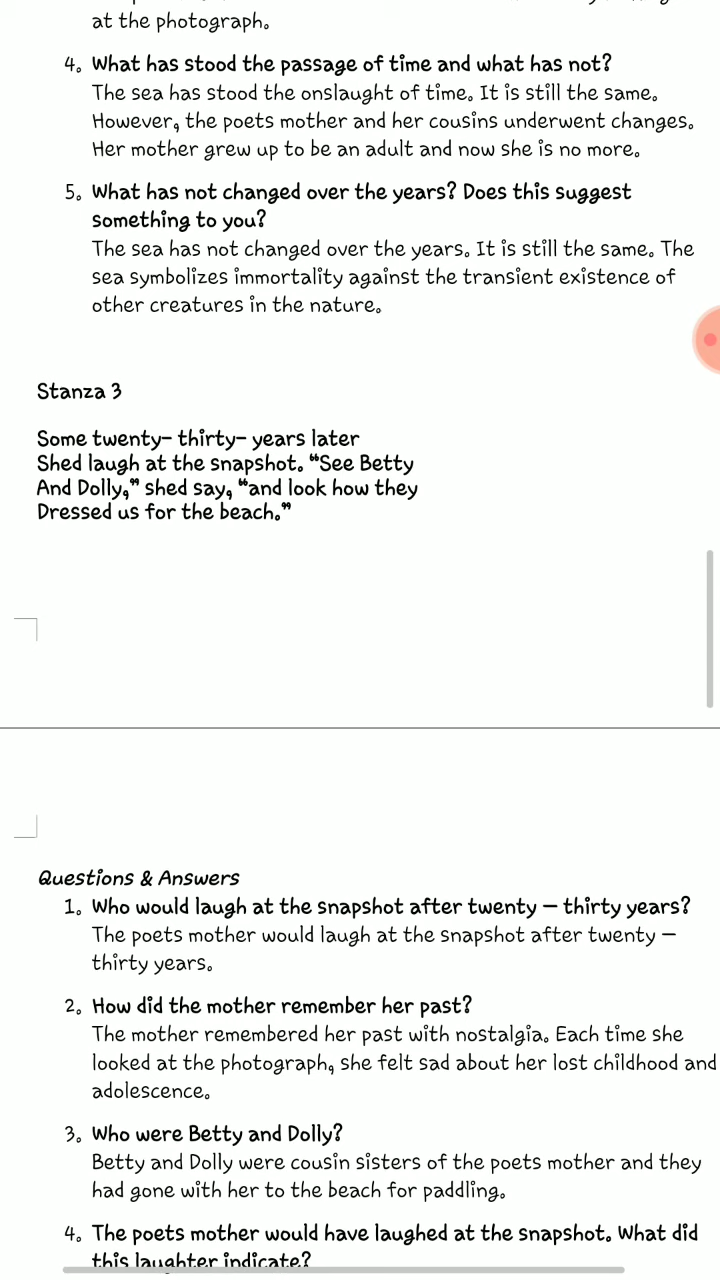 at the photograph.
4. What has stood the passage of time and what has not?
The sea has stood the onslaught of time. It is still the same.
However, the poets mother and her cousins underwent changes.
Her mother grew up to be an adult and now she is no more.
5. What has not changed over the years? Does this suggest
something to you?
The sea has not changed over the years. It is still the same. The
sea symbolizes immortality against the transient existence of
other creatures in the nature.
Stanza 3
Some twenty– thirty– years later
Shed laugh at the snapshot. “See Betty
And Dolly,” shed say, “and look how they
Dressed us for the beach.”
Questions & Answers
1. Who would laugh at the snapshot after twenty – thirty years?
The poets mother would laugh at the snapshot after twenty –
thirty years.
2. How did the mother remember her past?
The mother remembered her past with nostalgia. Each time she
looked at the photograph, she felt sad about her lost childhood and
adolescence.
3. Who were Betty and Dolly?
Betty and Dolly were cousin sisters of the poets mother and they
had gone with her to the beach for paddling.
4. The poets mother would have laughed at the snapshot. What did
this laughter indicate?